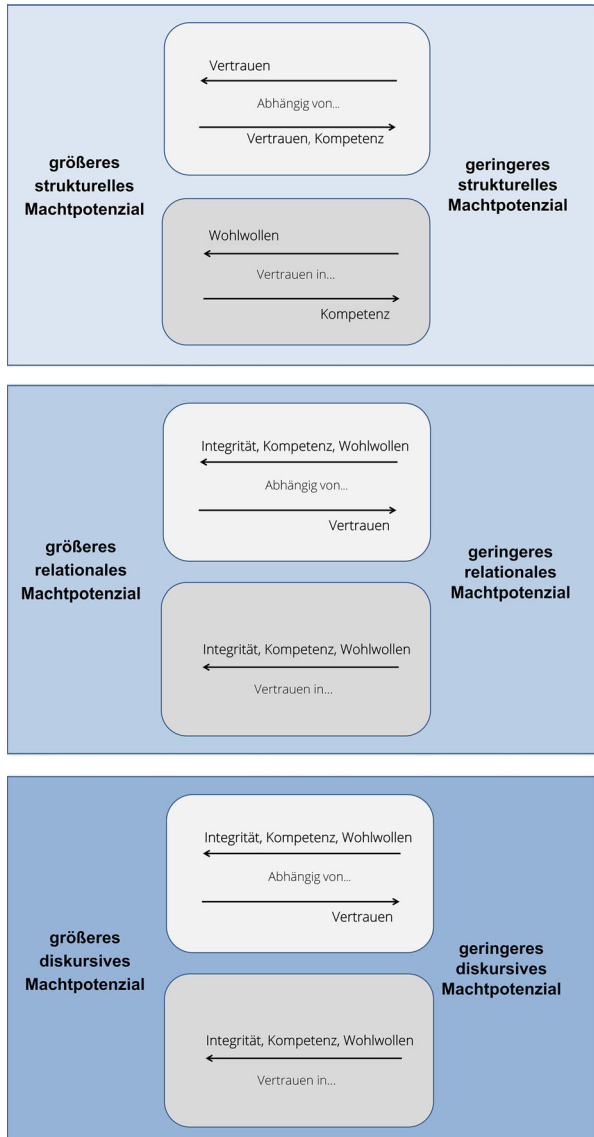 größeres
strukturelles
Machtpotenzial
Vertrauen
Abhängig von...
Vertrauen, Kompetenz
Wohlwollen
Vertrauen in...
Kompetenz
geringeres
strukturelles
Machtpotenzial
größeres
relationales
Machtpotenzial
Integrität, Kompetenz, Wohlwollen
Abhängig von...
Vertrauen
Integrität, Kompetenz, Wohlwollen
Vertrauen in...
geringeres
relationales
Machtpotenzial
größeres
diskursives
Machtpotenzial
Integrität, Kompetenz, Wohlwollen
Abhängig von...
Vertrauen
Integrität, Kompetenz, Wohlwollen
Vertrauen in...
geringeres
diskursives
Machtpotenzial